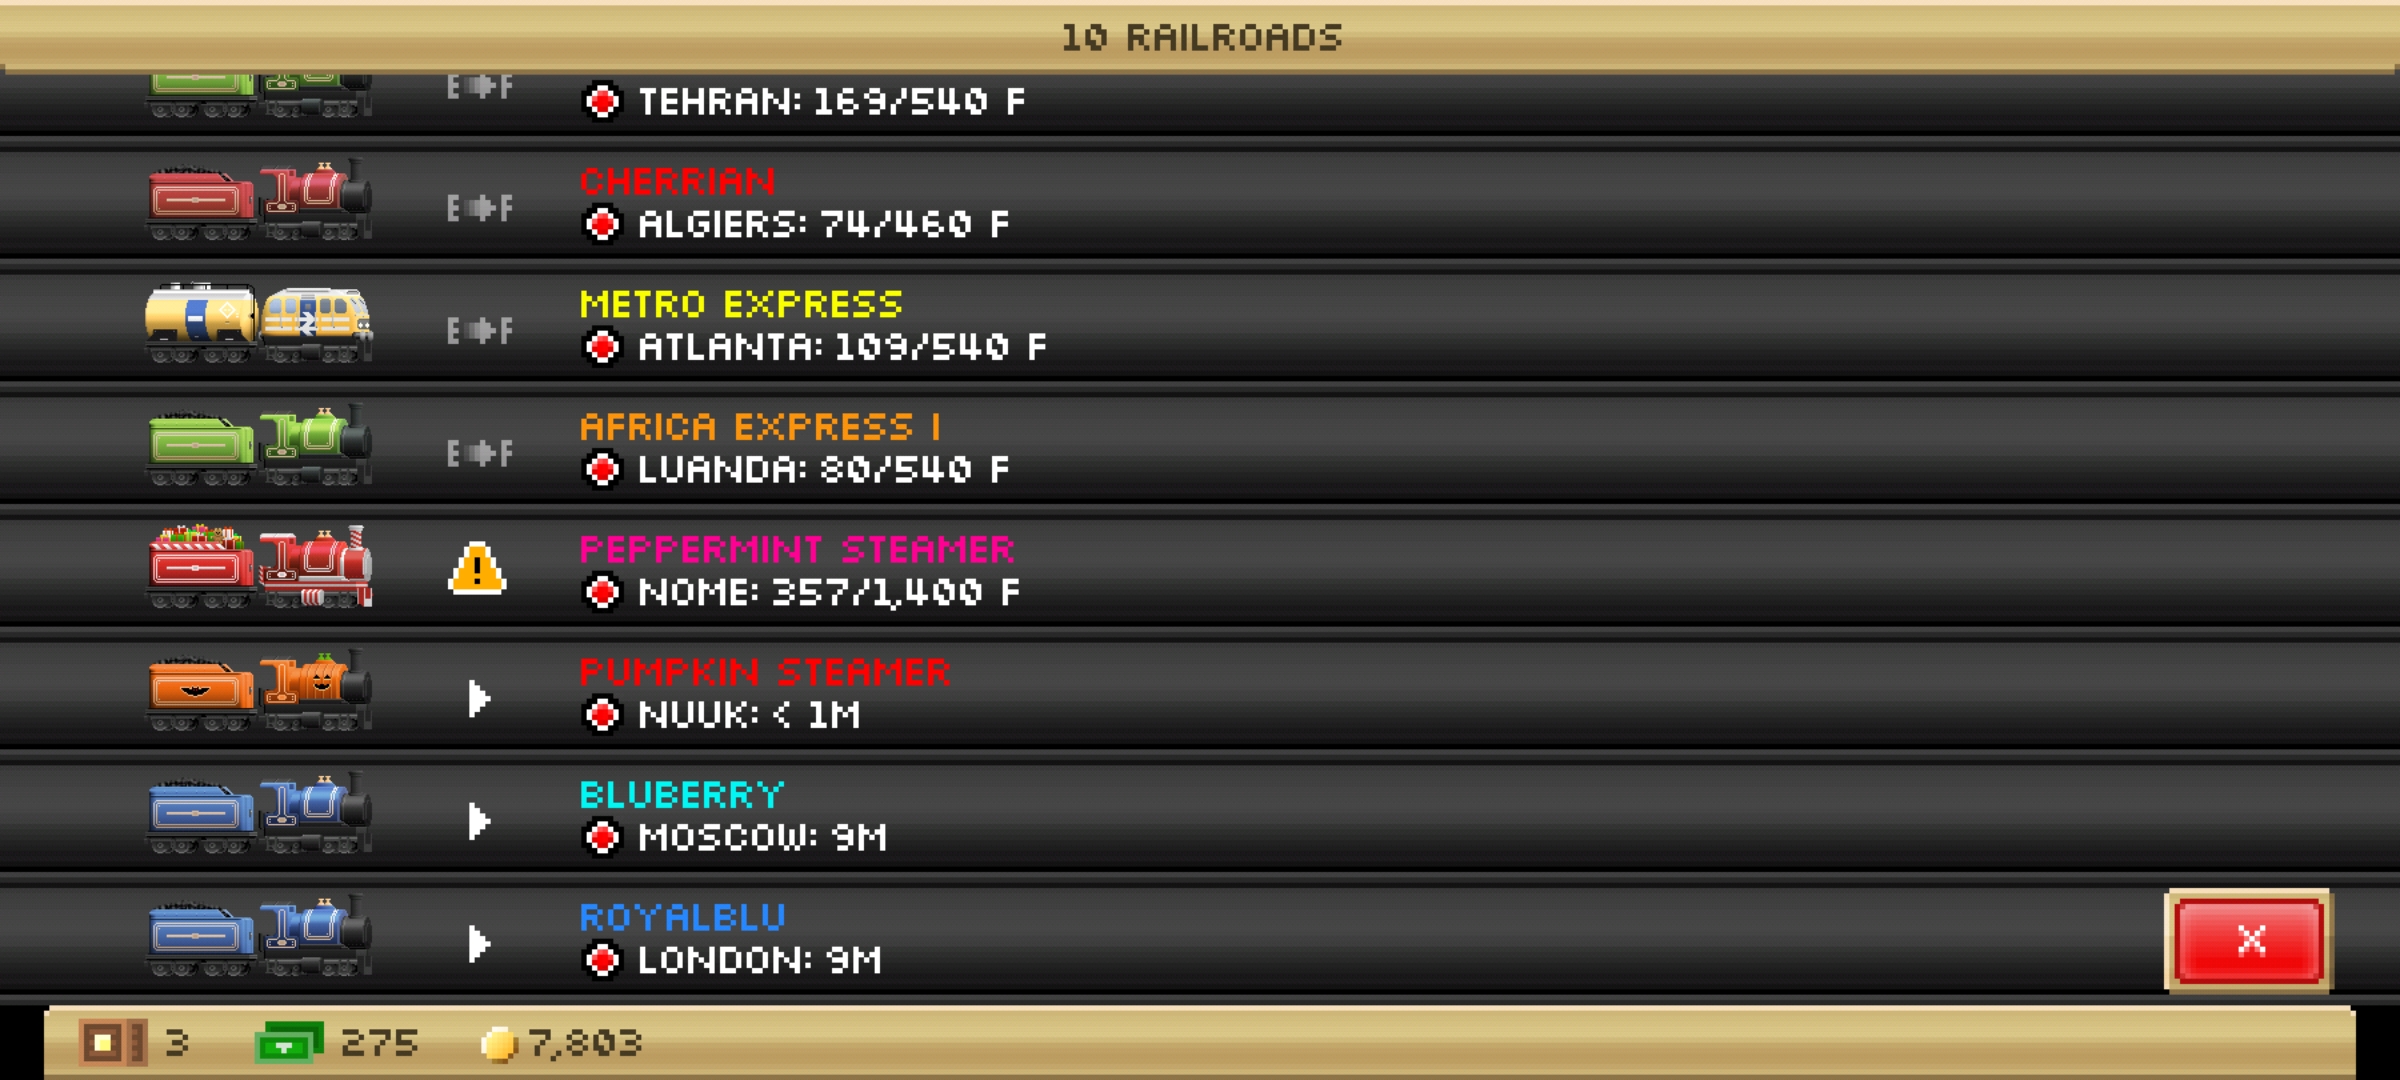 10 RAILROADS
E F
TEHRAN: 169/540 F
CHERRIAN
E F
ALGIERS: 74/460 F
METRO EXPRESS
E F
ATLANTA: 109/540 F
AFRICA EXPRESS I
E F
LUANDA: 80/540 F
PEPPERMINT STEAMER
NOME: 357/1,400 F
PUMPKIN STEAMER
NUUK: < 1M
BLUBERRY
MOSCOW: 9M
ROYALBLU
LONDON: 9M
X
3 275 7,803